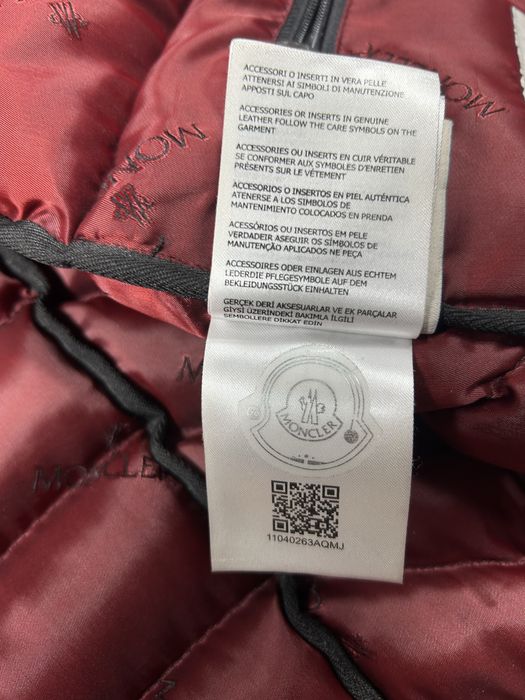 ACCESSORI O INSERTI IN VERA PELLE
ATTENERSI AI SIMBOLI DI MANUTENZIONE
APPOSTI SUL CAPO
ACCESSORIES OR INSERTS IN GENUINE
LEATHER FOLLOW THE CARE SYMBOLS ON THE
GARMENT
ACCESSOIRES OU INSERTS EN CUIR VÉRITABLE
SE CONFORMER AUX SYMBOLES D'ENTRETIEN
PRÉSENTS SUR LE VÊTEMENT
ACCESORIOS O INSERTOS EN PIEL AUTÉNTICA
ATENERSE A LOS SIMBOLOS DE
MANTENIMIENTO COLOCADOS EN PRENDA
ACESSÓRIOS OU INSERTOS EM PELE
VERDADEIR ASEGUIR OS SÍMBOLOS DE
MANUTENÇÃO APLICADOS NE PEÇA
ACCESSOIRES ODER EINLAGEN AUS ECHTEM
LEDERDIE PFLEGESYMBOLE AUF DEM
BEKLEIDUNGSSTÜCK EINHALTEN
GERÇEK DERİ AKSESUARLAR VE EK PARÇALAR
GİYSİ ÜZERİNDEKİ BAKIMLA İLGİLİ
SEMBOLLERE DİKKAT EDİN
MONCLER
11040263AQMJ
MONCLER
MONCLER
MONCLER